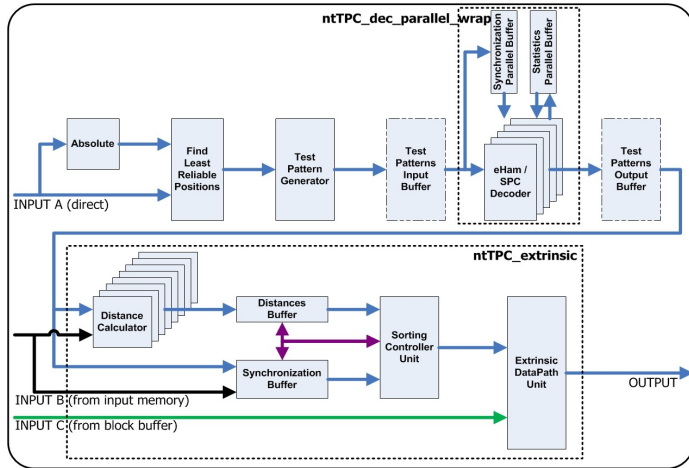 ntTPC_dec_parallel_wrap
Synchronization
Parallel Buffer
Statistics
Parallel Buffer
Absolute
Find
Least
Reliable
Positions
Test
Pattern
Generator
Test
Patterns
Input
Buffer
eHam /
SPC
Decoder
Test
Patterns
Output
Buffer
INPUT A (direct)
ntTPC_extrinsic
Distance
Calculator
Distances
Buffer
Synchronization
Buffer
Sorting
Controller
Unit
Extrinsic
DataPath
Unit
OUTPUT
INPUT B (from input memory)
INPUT C (from block buffer)